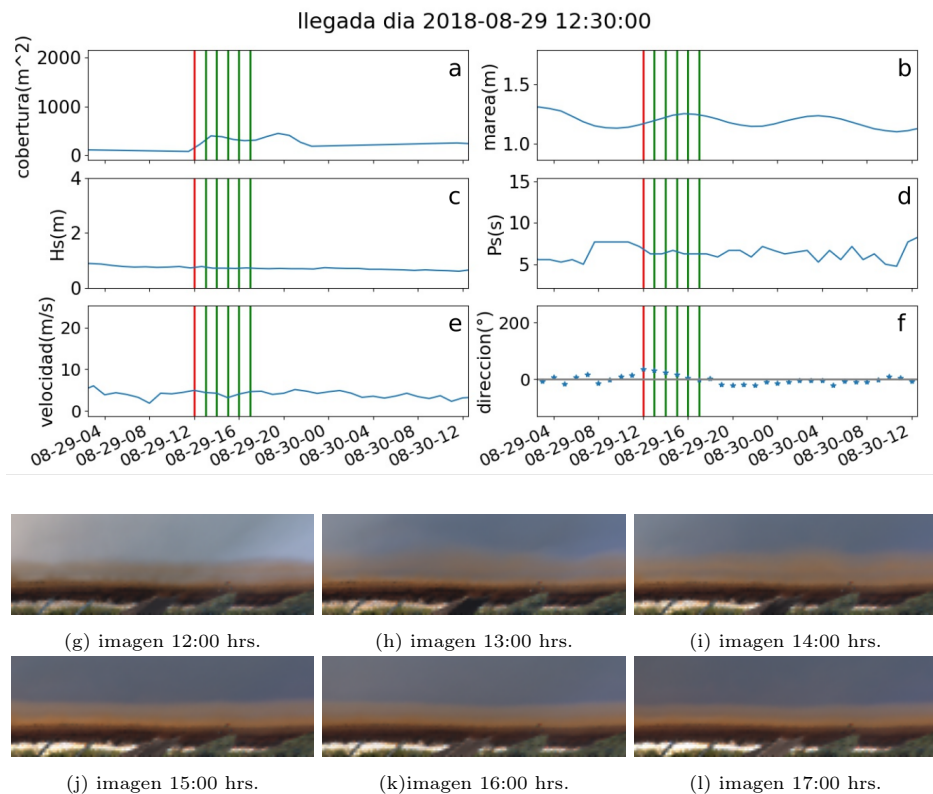 llegada dia 2018-08-29 12:30:00
cobertura(m^2)
2000
1000
0
a
marea(m)
1.5
1.0
b
Hs(m)
4
2
0
c
Ps(s)
15
10
5
d
velocidad(m/s)
20
10
0
e
direccion(°)
200
0
f
08-29-04 08-29-08 08-29-12 08-29-16 08-29-20 08-30-00 08-30-04 08-30-08 08-30-12
08-29-04 08-29-08 08-29-12 08-29-16 08-29-20 08-30-00 08-30-04 08-30-08 08-30-12
(g) imagen 12:00 hrs.
(h) imagen 13:00 hrs.
(i) imagen 14:00 hrs.
(j) imagen 15:00 hrs.
(k)imagen 16:00 hrs.
(l) imagen 17:00 hrs.